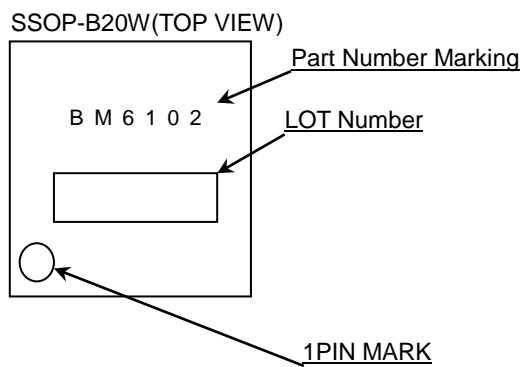 SSOP-B20W(TOP VIEW)
Part Number Marking
B M 6 1 0 2
LOT Number
1PIN MARK